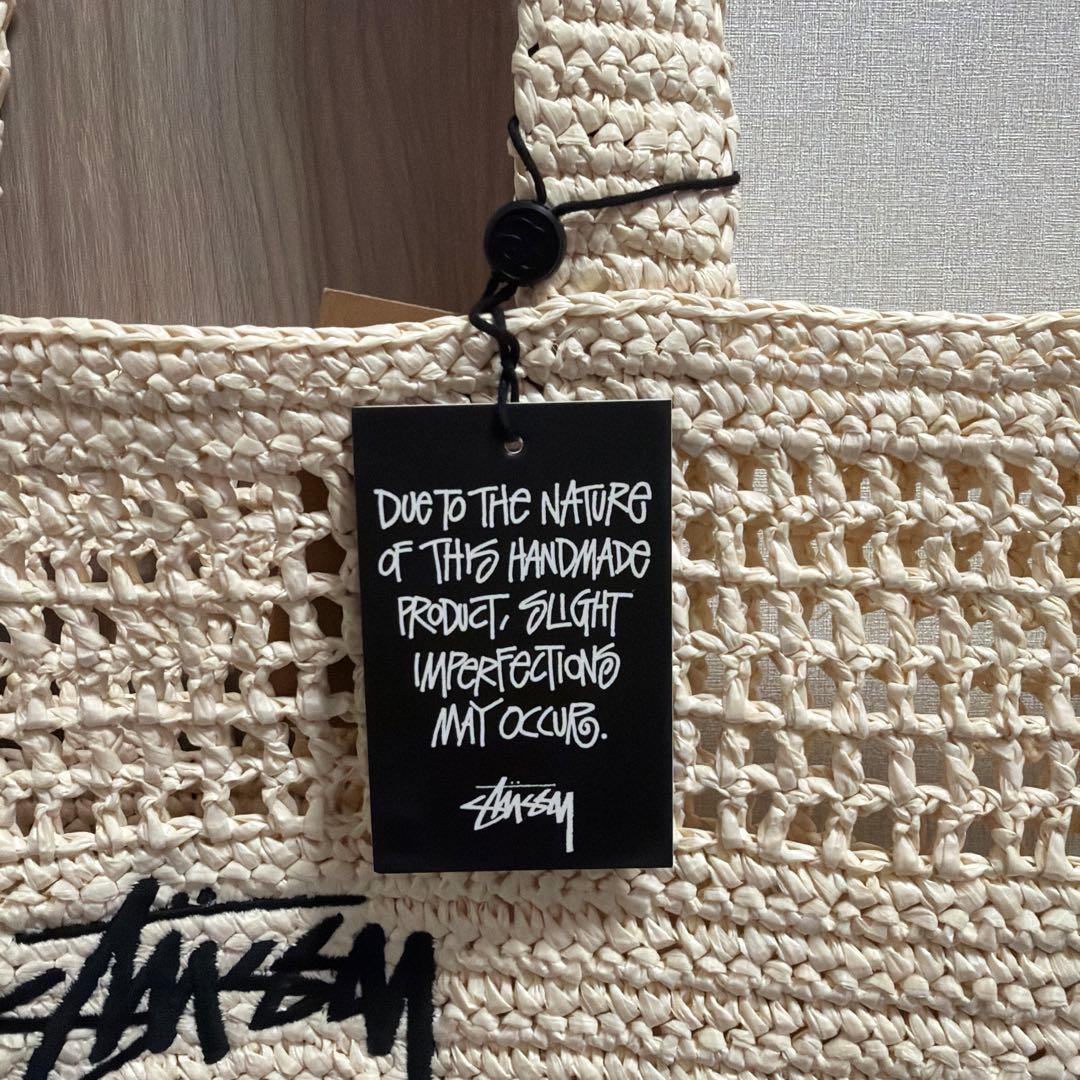 DUE TO THE NATURE
OF THIS HANDMADE
PRODUCT, SLIGHT
IMPERFECTIONS
MAY OCCUR.
STÜSSY
STÜSSY